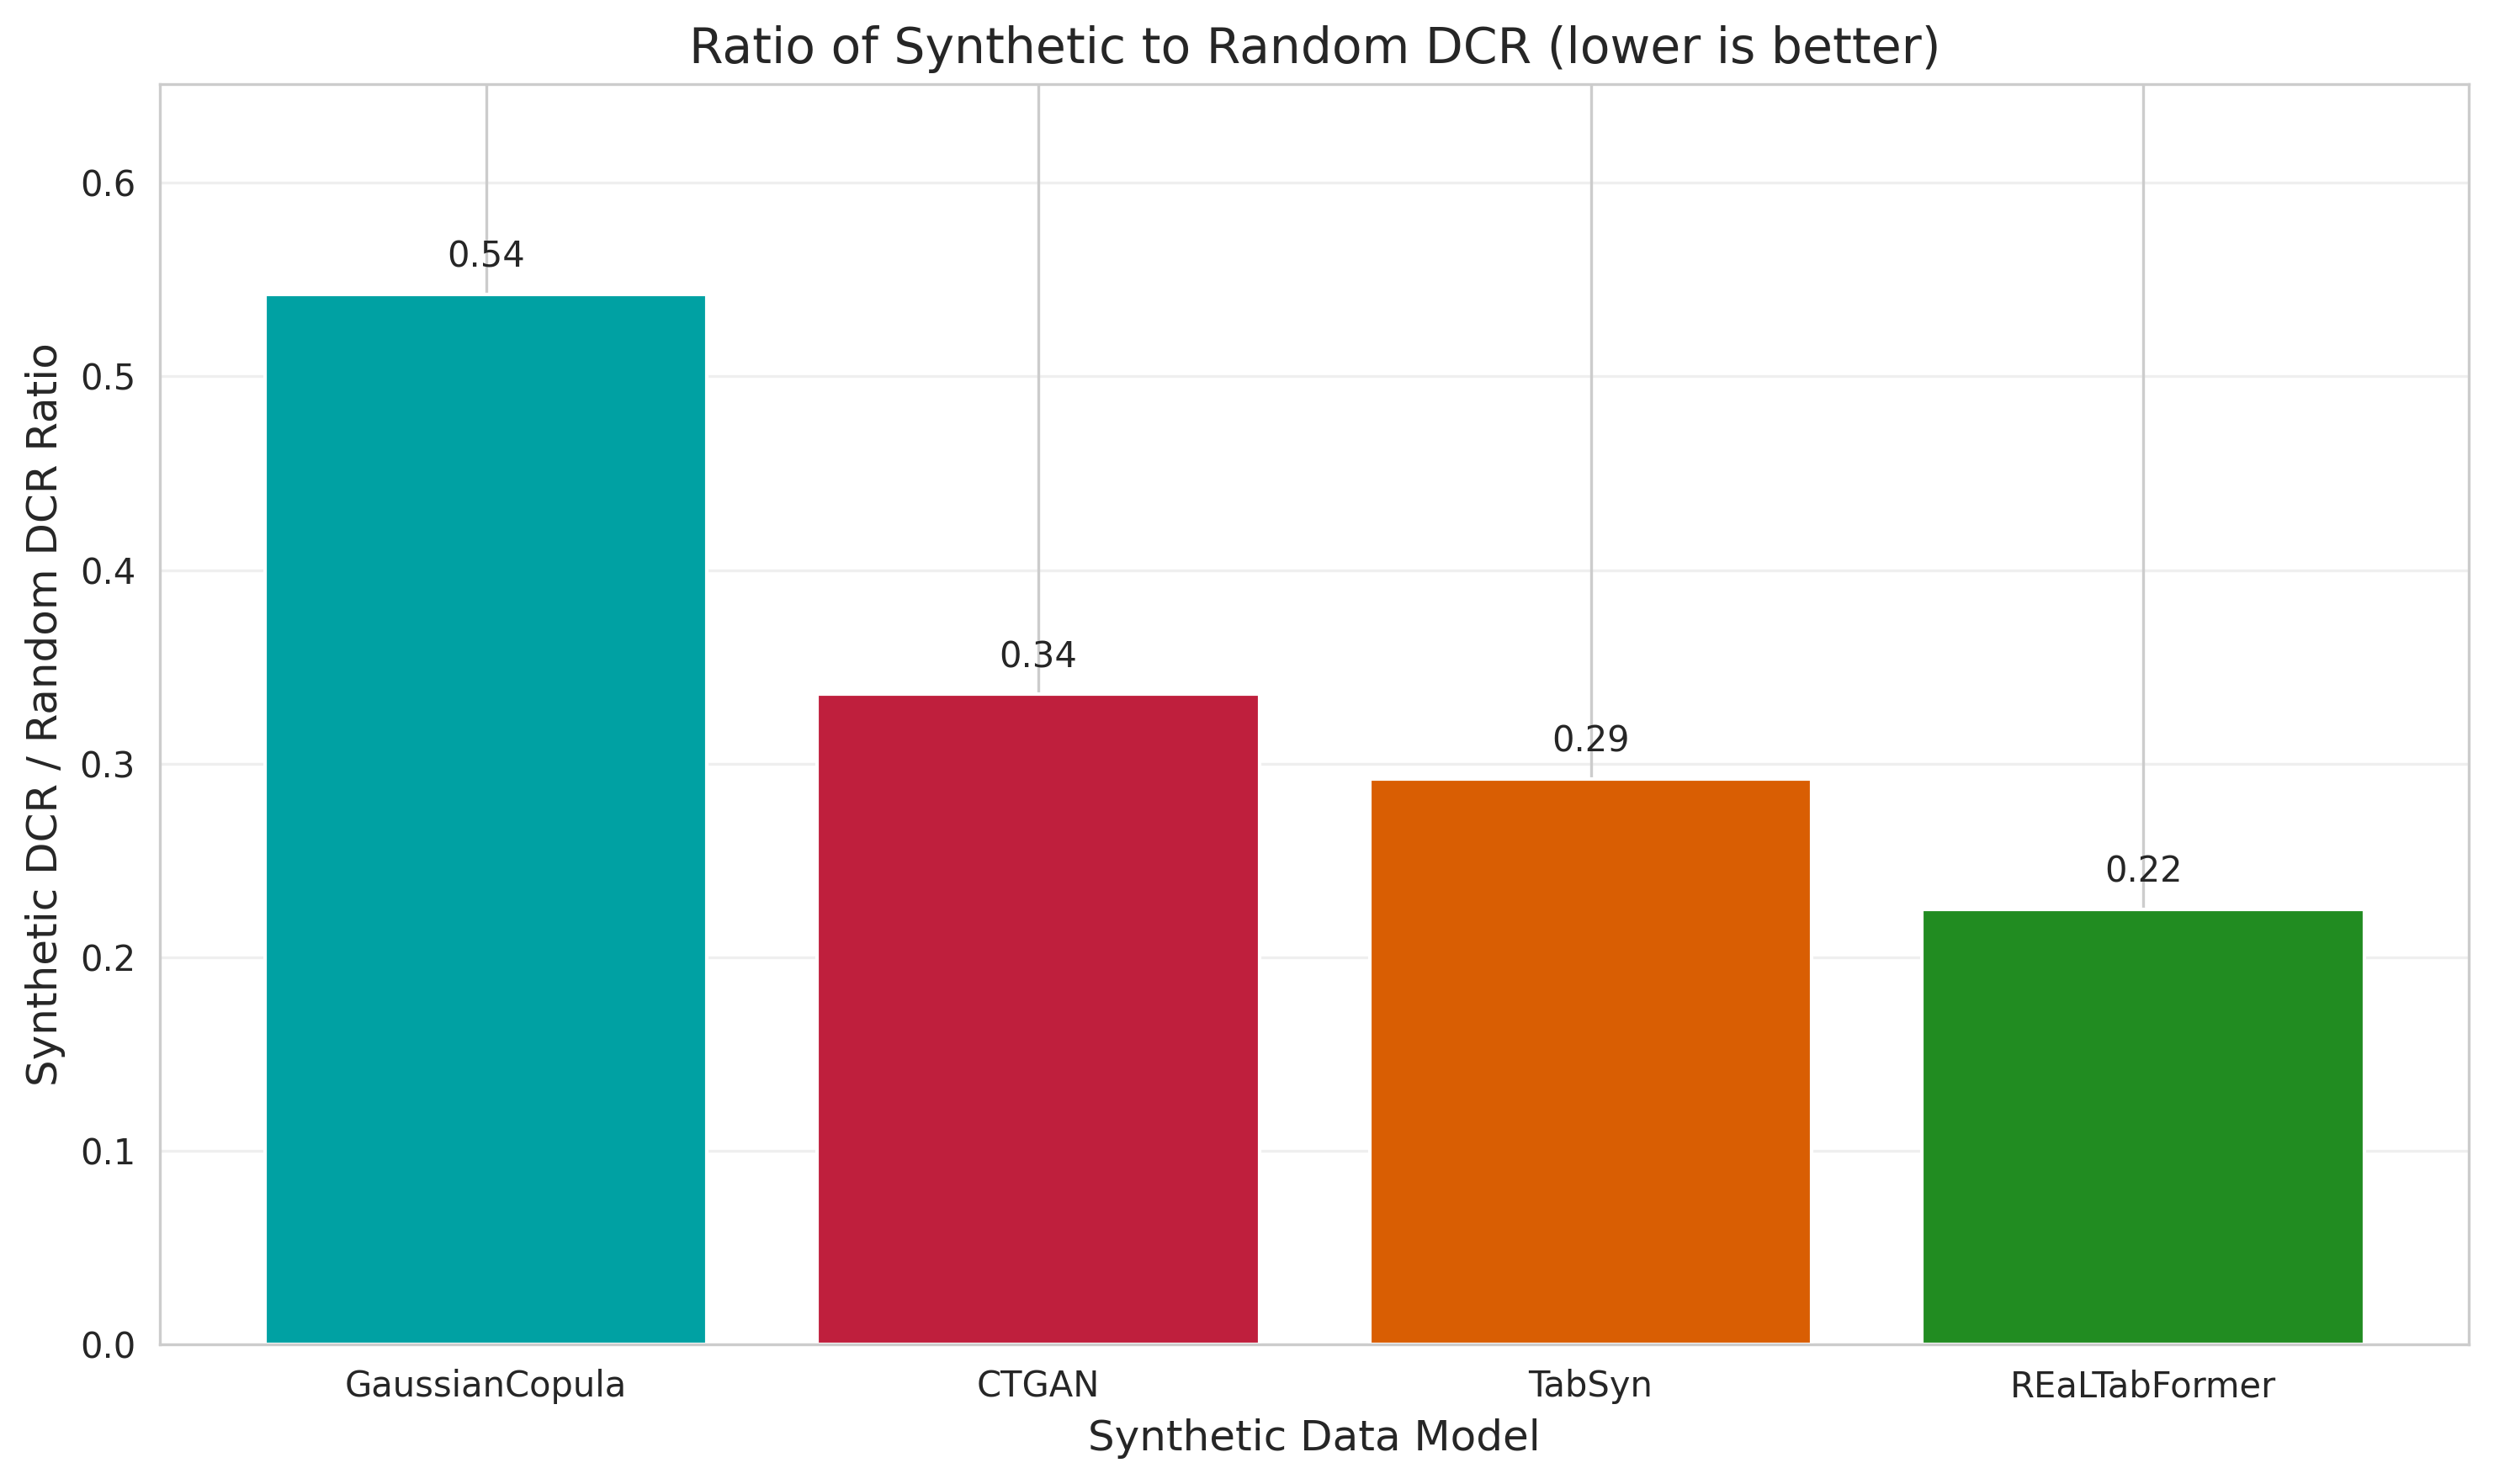 Ratio of Synthetic to Random DCR (lower is better)
Synthetic DCR / Random DCR Ratio
0.6
0.5
0.4
0.3
0.2
0.1
0.0
0.54
0.34
0.29
0.22
GaussianCopula
CTGAN
TabSyn
REaLTabFormer
Synthetic Data Model